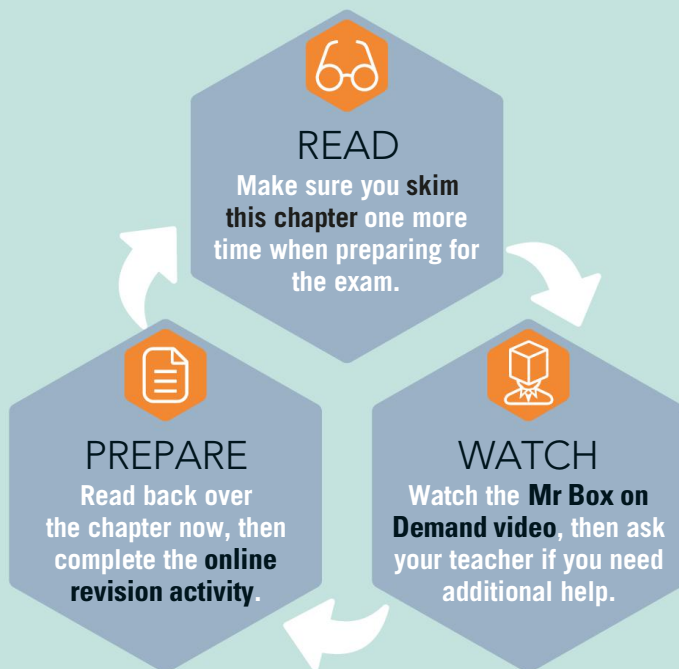 READ
Make sure you skim
this chapter one more
time when preparing for
the exam.
WATCH
Watch the Mr Box on
Demand video, then ask
your teacher if you need
additional help.
PREPARE
Read back over
the chapter now, then
complete the online
revision activity.